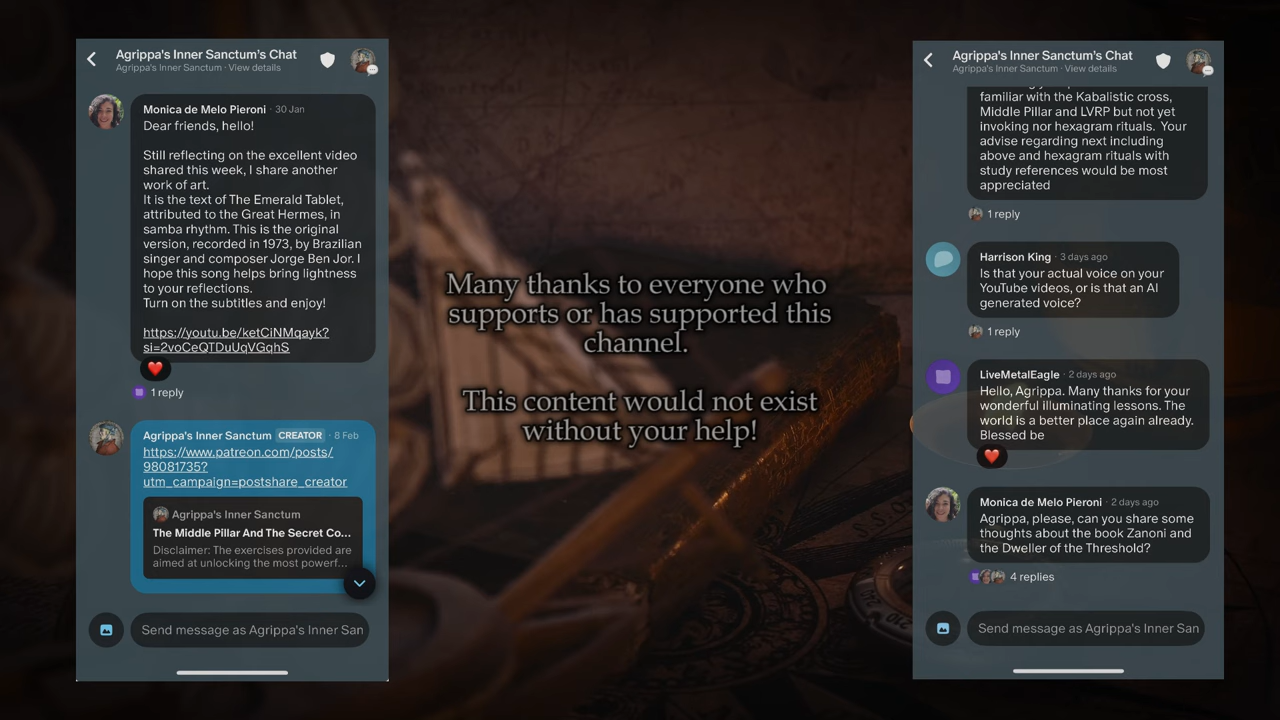 Agrippa's Inner Sanctum's Chat
Agrippa's Inner Sanctum · View details
Monica de Melo Pieroni · 30 Jan
Dear friends, hello!
Still reflecting on the excellent video
shared this week, I share another
work of art.
It is the text of The Emerald Tablet,
attributed to the Great Hermes, in
samba rhythm. This is the original
version, recorded in 1973, by Brazilian
singer and composer Jorge Ben Jor. I
hope this song helps bring lightness
to your reflections.
Turn on the subtitles and enjoy!
https://youtu.be/ketCiNMqayk?
si=2voCeQTDuUqVGqhS
1 reply
Agrippa's Inner Sanctum CREATOR · 8 Feb
https://www.patreon.com/posts/
98081735?
utm_campaign=postshare_creator
Agrippa's Inner Sanctum
The Middle Pillar And The Secret Co...
Disclaimer: The exercises provided are
aimed at unlocking the most powerf...
Send message as Agrippa's Inner San
Many thanks to everyone who
supports or has supported this
channel.
This content would not exist
without your help!
Agrippa's Inner Sanctum's Chat
Agrippa's Inner Sanctum · View details
familiar with the Kabalistic cross,
Middle Pillar and LVRP but not yet
invoking nor hexagram rituals. Your
advise regarding next including
above and hexagram rituals with
study references would be most
appreciated
1 reply
Harrison King · 3 days ago
Is that your actual voice on your
YouTube videos, or is that an AI
generated voice?
1 reply
LiveMetalEagle · 2 days ago
Hello, Agrippa. Many thanks for your
wonderful illuminating lessons. The
world is a better place again already.
Blessed be
Monica de Melo Pieroni · 2 days ago
Agrippa, please, can you share some
thoughts about the book Zanoni and
the Dweller of the Threshold?
4 replies
Send message as Agrippa's Inner San